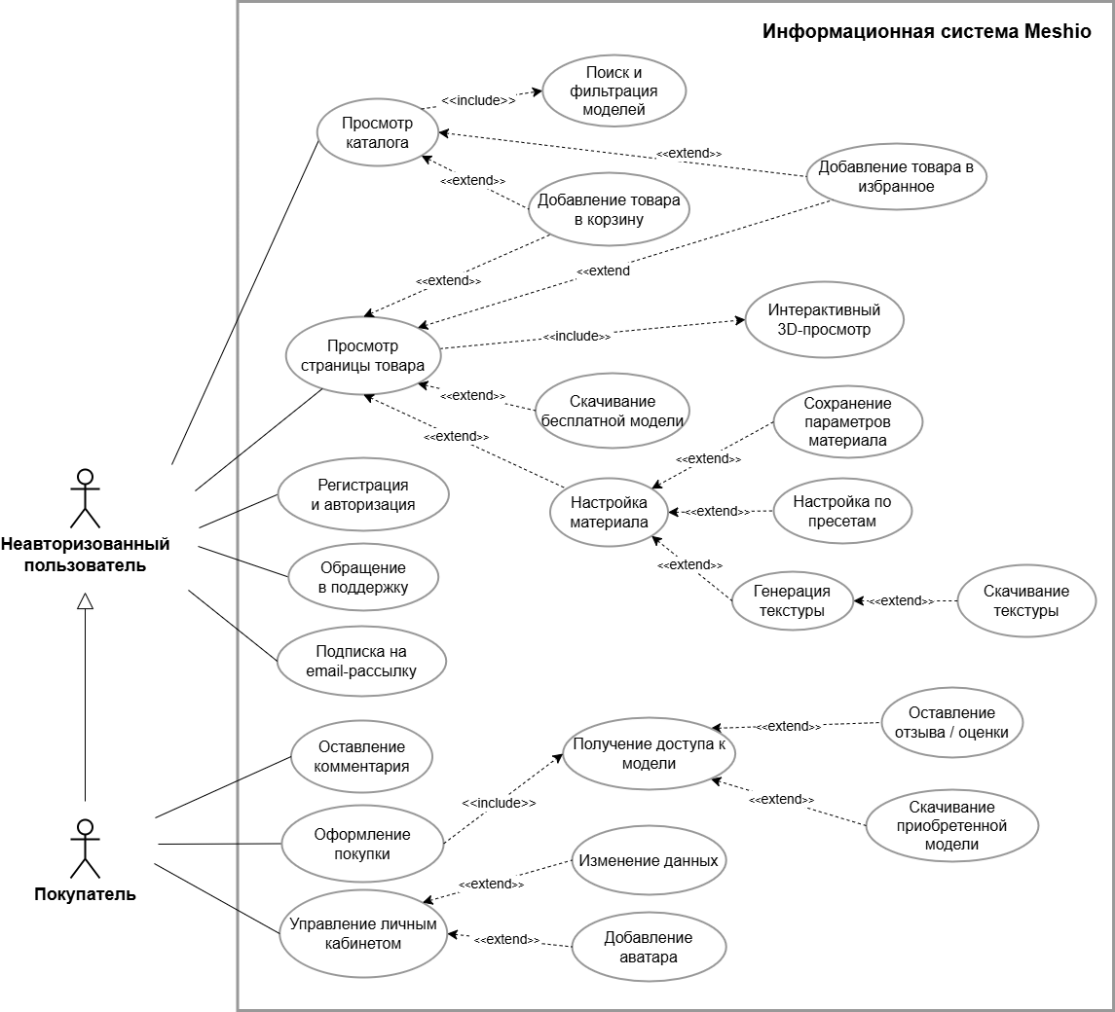 Информационная система Meshio
Поиск и
фильтрация
моделей
<<include>>
Просмотр
каталога
<<extend>>
Добавление товара в
избранное
<<extend>>
Добавление товара
в корзину
<<extend>>
<<extend
Интерактивный
3D-просмотр
<<include>>
Просмотр
страницы товара
<<extend>>
Скачивание
бесплатной модели
Сохранение
параметров
материала
<<extend>>
<<extend>>
Настройка
материала
<<extend>>
Настройка по
пресетам
Регистрация
и авторизация
Неавторизованный
пользователь
Обращение
в поддержку
<<extend>>
Генерация
текстуры
<<extend>>
Скачивание
текстуры
Подписка на
email-рассылку
Оставление
отзыва / оценки
<<extend>>
Получение доступа к
модели
Оставление
комментария
<<include>>
<<extend>>
Скачивание
приобретенной
модели
Оформление
покупки
Изменение данных
<<extend>>
Покупатель
Управление личным
кабинетом
<<extend>>
Добавление
аватара